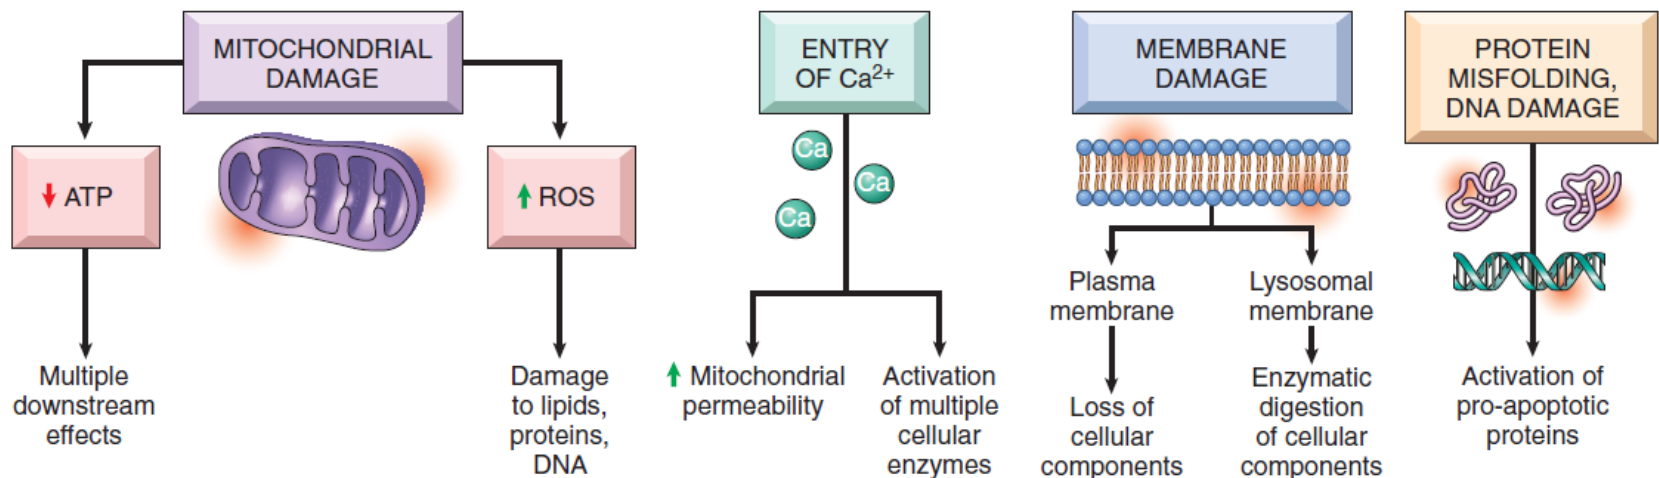 MITOCHONDRIAL
DAMAGE
↓ ATP
↑ ROS
Multiple
downstream
effects
Damage
to lipids,
proteins,
DNA
ENTRY
OF Ca²⁺
Ca
Ca
Ca
↑ Mitochondrial
permeability
Activation
of multiple
cellular
enzymes
MEMBRANE
DAMAGE
Plasma
membrane
Loss of
cellular
components
Lysosomal
membrane
Enzymatic
digestion
of cellular
components
PROTEIN
MISFOLDING,
DNA DAMAGE
Activation of
pro-apoptotic
proteins